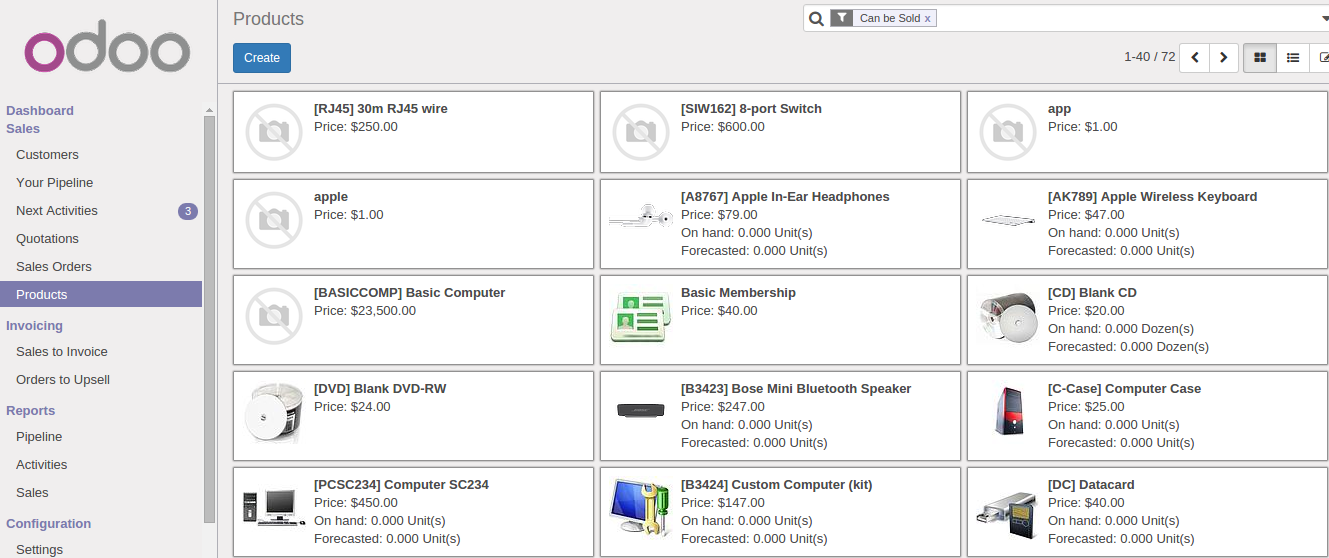 odoo
Products
Can be Sold x
Create
1-40 / 72
Dashboard
Sales
Customers
Your Pipeline
Next Activities 3
Quotations
Sales Orders
Products
Invoicing
Sales to Invoice
Orders to Upsell
Reports
Pipeline
Activities
Sales
Configuration
Settings
[RJ45] 30m RJ45 wire
Price: $250.00
[SIW162] 8-port Switch
Price: $600.00
app
Price: $1.00
apple
Price: $1.00
[A8767] Apple In-Ear Headphones
Price: $79.00
On hand: 0.000 Unit(s)
Forecasted: 0.000 Unit(s)
[AK789] Apple Wireless Keyboard
Price: $47.00
On hand: 0.000 Unit(s)
Forecasted: 0.000 Unit(s)
[BASICCOMP] Basic Computer
Price: $23,500.00
Basic Membership
Price: $40.00
[CD] Blank CD
Price: $20.00
On hand: 0.000 Dozen(s)
Forecasted: 0.000 Dozen(s)
[DVD] Blank DVD-RW
Price: $24.00
[B3423] Bose Mini Bluetooth Speaker
Price: $247.00
On hand: 0.000 Unit(s)
Forecasted: 0.000 Unit(s)
[C-Case] Computer Case
Price: $25.00
On hand: 0.000 Unit(s)
Forecasted: 0.000 Unit(s)
[PCSC234] Computer SC234
Price: $450.00
On hand: 0.000 Unit(s)
Forecasted: 0.000 Unit(s)
[B3424] Custom Computer (kit)
Price: $147.00
On hand: 0.000 Unit(s)
Forecasted: 0.000 Unit(s)
[DC] Datacard
Price: $40.00
On hand: 0.000 Unit(s)
Forecasted: 0.000 Unit(s)